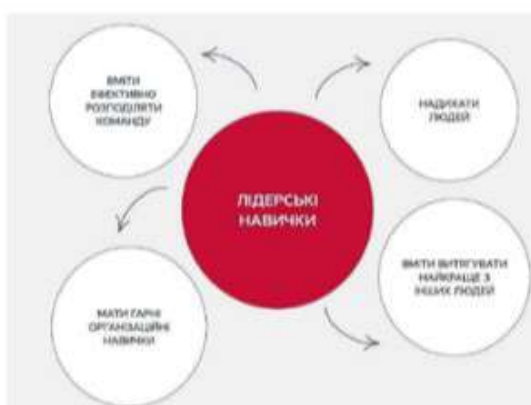 ВМІТИ
ЕФЕКТИВНО
РОЗПОДІЛЯТИ
КОМАНДУ
НАДИХАТИ
ЛЮДЕЙ
ЛІДЕРСЬКІ
НАВИЧКИ
МАТИ ГАРНІ
ОРГАНІЗАЦІЙНІ
НАВИЧКИ
ВМІТИ ВИТЯГУВАТИ
НАЙКРАЩЕ З
ІНШИХ ЛЮДЕЙ